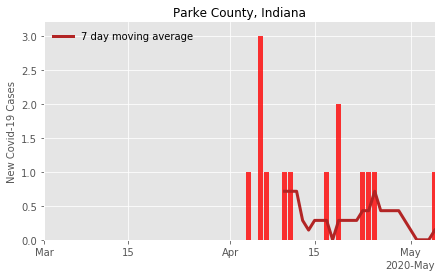 Parke County, Indiana
7 day moving average
New Covid-19 Cases
3.0
2.5
2.0
1.5
1.0
0.5
0.0
Mar
15
Apr
15
May
2020-May